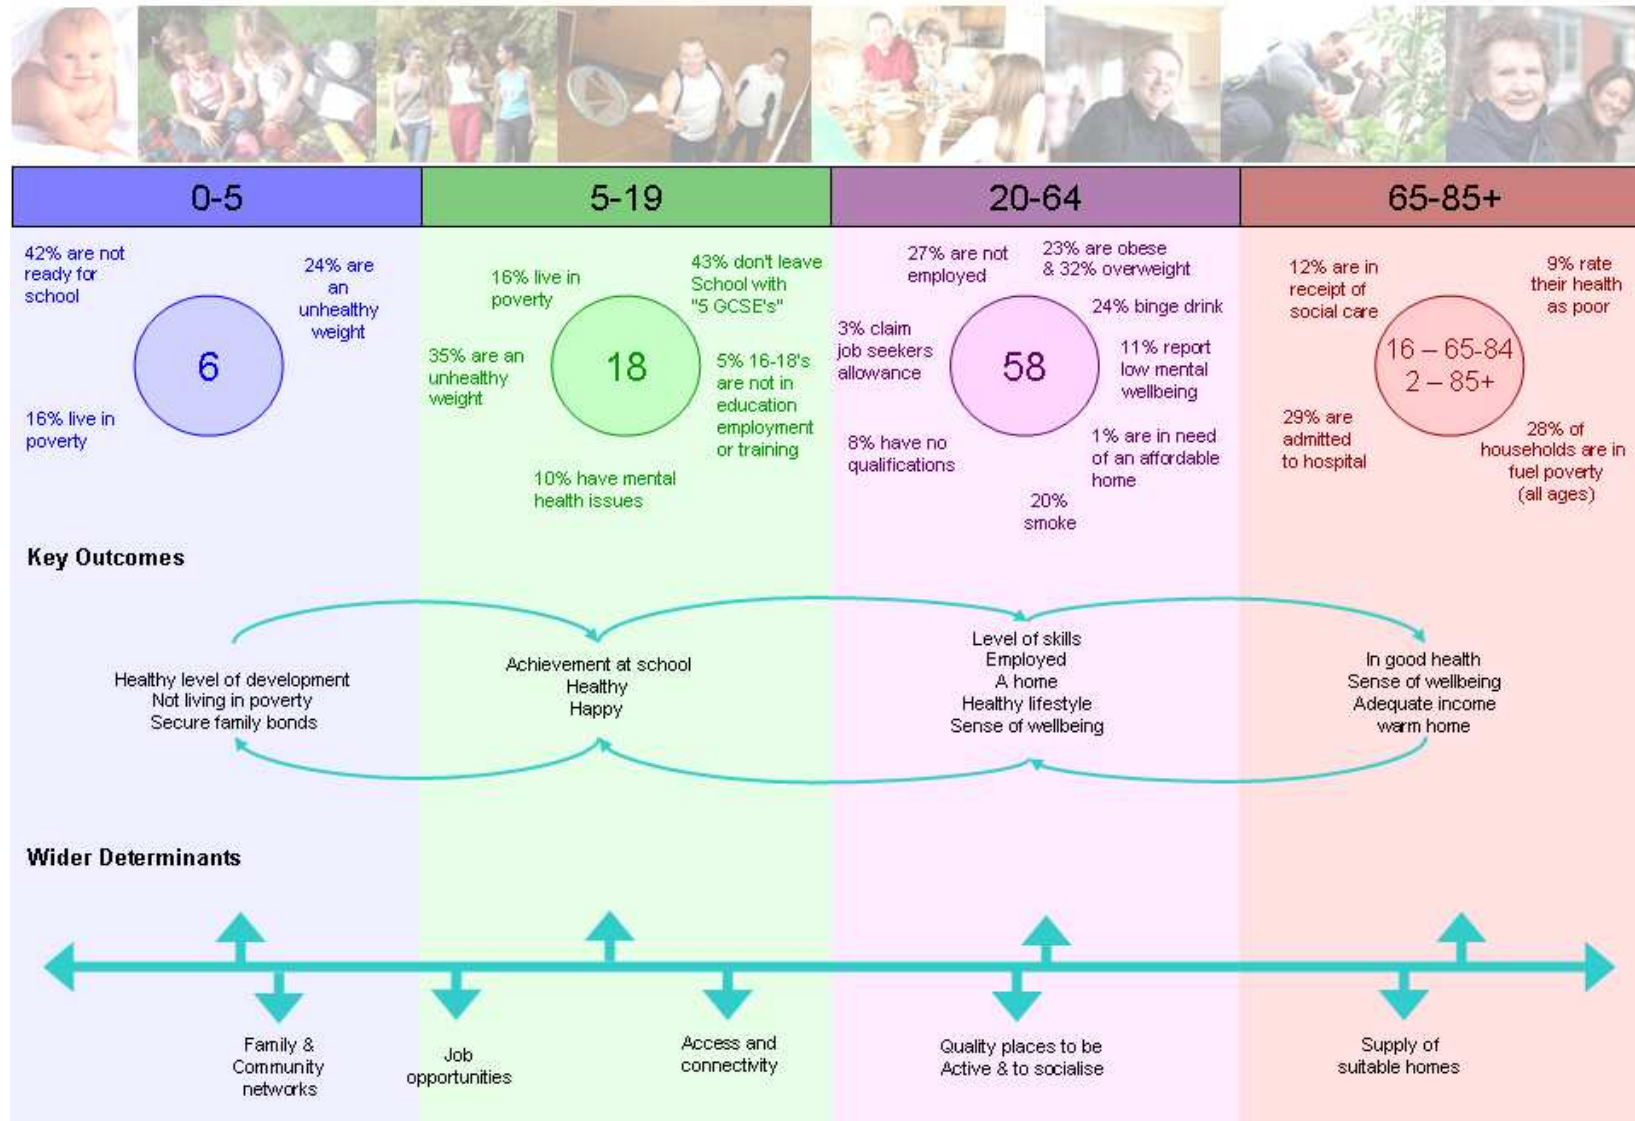 0-5
5-19
20-64
65-85+
42% are not
ready for
school
24% are
an
unhealthy
weight
6
16% live in
poverty
16% live in
poverty
43% don't leave
School with
"5 GCSE's"
35% are an
unhealthy
weight
18
5% 16-18's
are not in
education
employment
or training
10% have mental
health issues
27% are not
employed
23% are obese
& 32% overweight
24% binge drink
3% claim
job seekers
allowance
58
11% report
low mental
wellbeing
8% have no
qualifications
1% are in need
of an affordable
home
20%
smoke
12% are in
receipt of
social care
9% rate
their health
as poor
16 – 65-84
2 – 85+
29% are
admitted
to hospital
28% of
households are in
fuel poverty
(all ages)
Key Outcomes
Healthy level of development
Not living in poverty
Secure family bonds
Achievement at school
Healthy
Happy
Level of skills
Employed
A home
Healthy lifestyle
Sense of wellbeing
In good health
Sense of wellbeing
Adequate income
warm home
Wider Determinants
Family &
Community
networks
Job
opportunities
Access and
connectivity
Quality places to be
Active & to socialise
Supply of
suitable homes